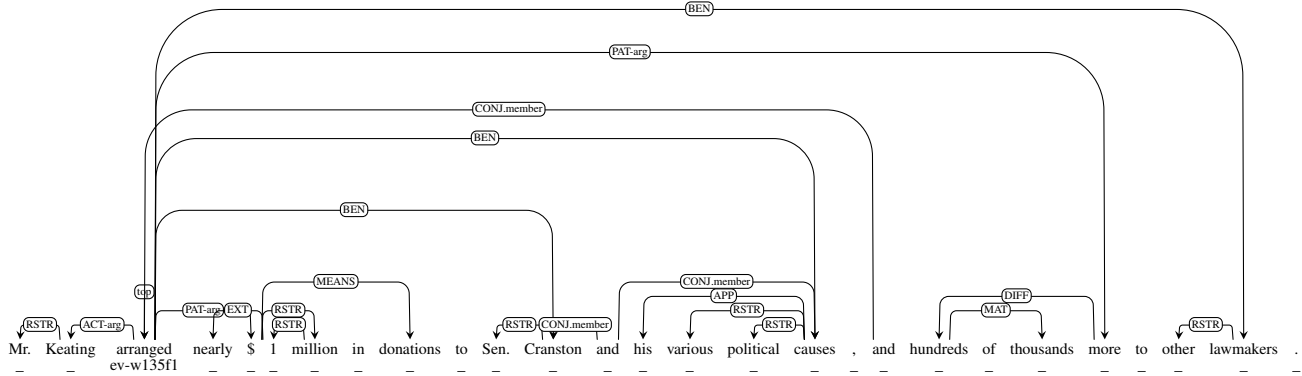 BEN
PAT-arg
CONJ.member
BEN
BEN
top MEANS CONJ.member
PAT-arg EXT RSTR APP DIFF
RSTR ACT-arg RSTR RSTR CONJ.member RSTR RSTR MAT RSTR
Mr. Keating arranged nearly $ 1 million in donations to Sen. Cranston and his various political causes , and hundreds of thousands more to other lawmakers .
_ _ ev-w135f1 _ _ _ _ _ _ _ _ _ _ _ _ _ _ _ _ _ _ _ _ _ _ _ _